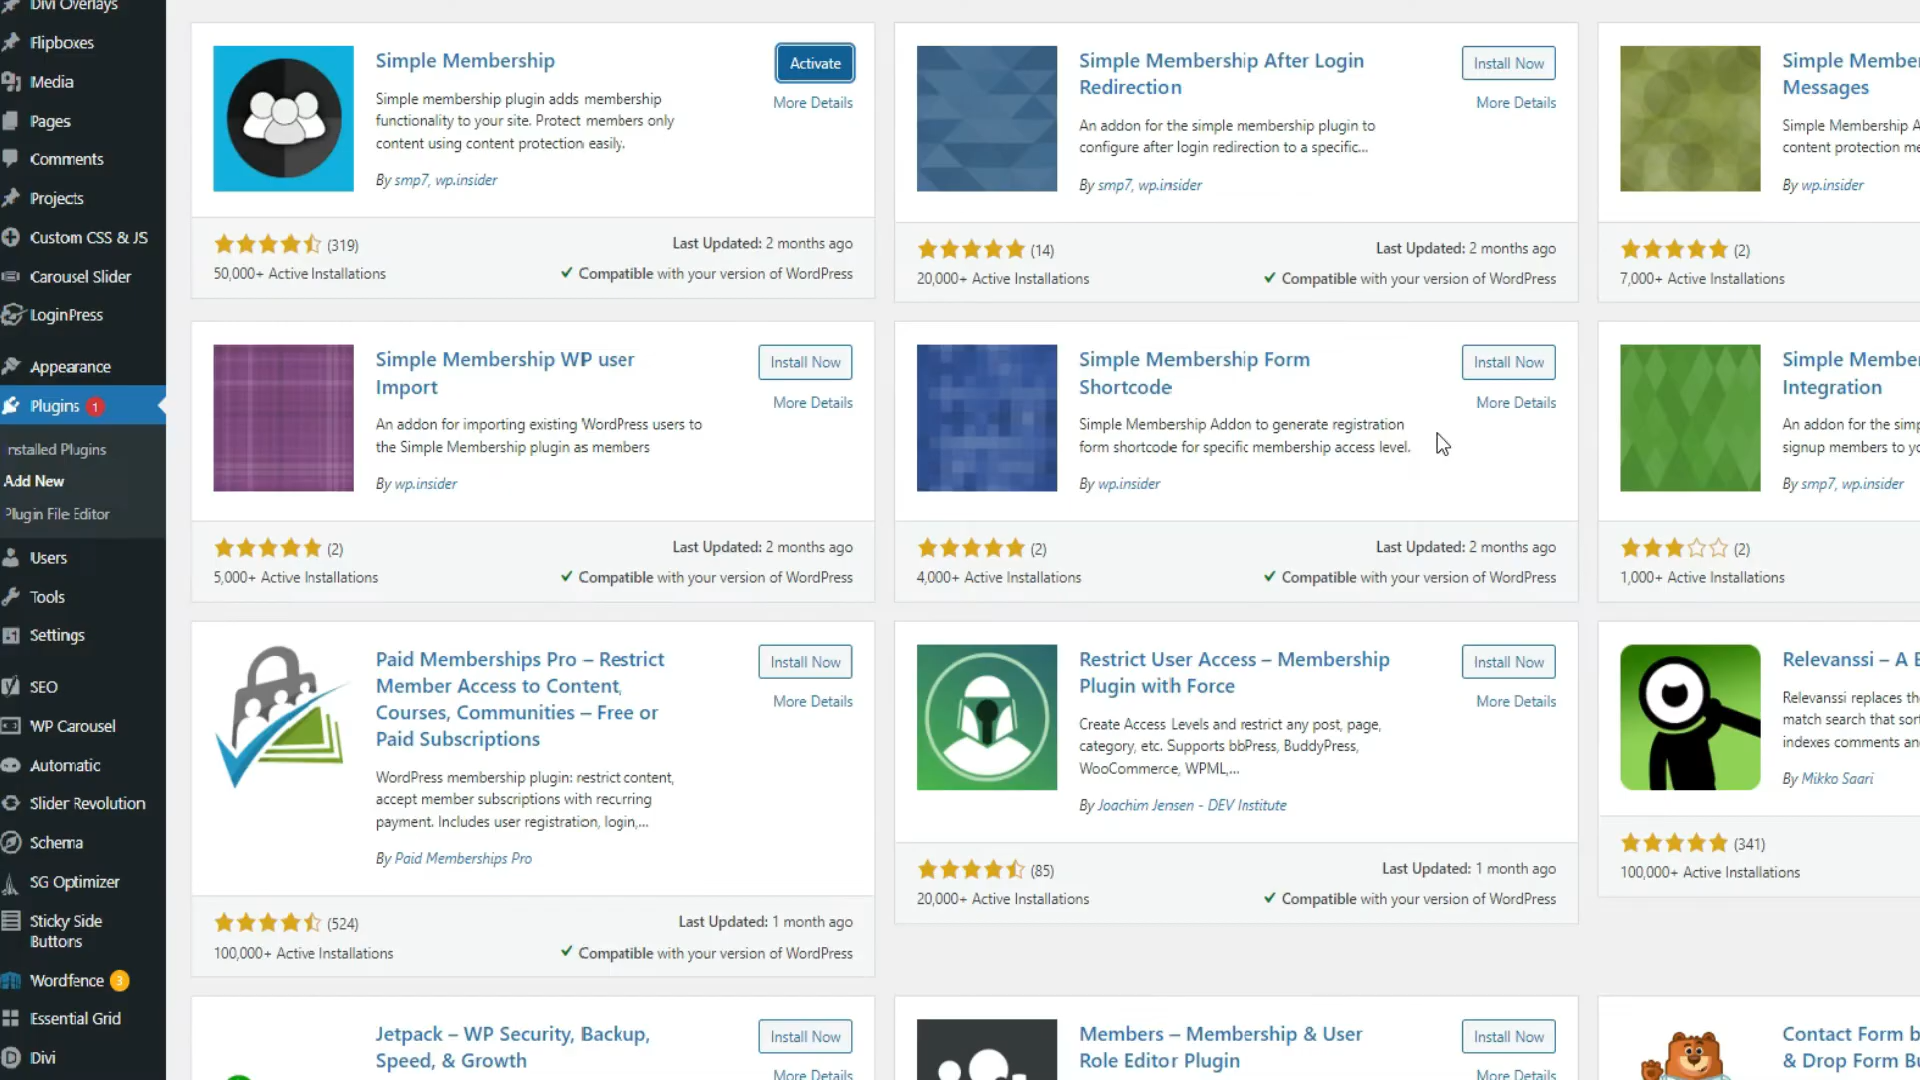 Divi Overlays
Flipboxes
Media
Pages
Comments
Projects
Custom CSS & JS
Carousel Slider
LoginPress
Appearance
Plugins 1
Installed Plugins
Add New
Plugin File Editor
Users
Tools
Settings
SEO
WP Carousel
Automatic
Slider Revolution
Schema
SG Optimizer
Sticky Side
Buttons
Wordfence 3
Essential Grid
Divi
Simple Membership
Activate
More Details
Simple membership plugin adds membership
functionality to your site. Protect members only
content using content protection easily.
By smp7, wp.insider
(319)
Last Updated: 2 months ago
50,000+ Active Installations
Compatible with your version of WordPress
Simple Membership After Login
Redirection
Install Now
More Details
An addon for the simple membership plugin to
configure after login redirection to a specific...
By smp7, wp.insider
(14)
Last Updated: 2 months ago
20,000+ Active Installations
Compatible with your version of WordPress
Simple Membe
Messages
Simple Membership A
content protection me
By wp.insider
(2)
7,000+ Active Installations
Simple Membership WP user
Import
Install Now
More Details
An addon for importing existing WordPress users to
the Simple Membership plugin as members
By wp.insider
(2)
Last Updated: 2 months ago
5,000+ Active Installations
Compatible with your version of WordPress
Simple Membership Form
Shortcode
Install Now
More Details
Simple Membership Addon to generate registration
form shortcode for specific membership access level.
By wp.insider
(2)
Last Updated: 2 months ago
4,000+ Active Installations
Compatible with your version of WordPress
Simple Membe
Integration
An addon for the simp
signup members to yo
By smp7, wp.insider
(2)
1,000+ Active Installations
Paid Memberships Pro – Restrict
Member Access to Content,
Courses, Communities – Free or
Paid Subscriptions
Install Now
More Details
WordPress membership plugin: restrict content,
accept member subscriptions with recurring
payment. Includes user registration, login,...
By Paid Memberships Pro
(524)
Last Updated: 1 month ago
100,000+ Active Installations
Compatible with your version of WordPress
Restrict User Access – Membership
Plugin with Force
Install Now
More Details
Create Access Levels and restrict any post, page,
category, etc. Supports bbPress, BuddyPress,
WooCommerce, WPML,...
By Joachim Jensen - DEV Institute
(85)
Last Updated: 1 month ago
20,000+ Active Installations
Compatible with your version of WordPress
Relevanssi – A B
Relevanssi replaces the
match search that sort
indexes comments an
By Mikko Saari
(341)
100,000+ Active Installations
Jetpack – WP Security, Backup,
Speed, & Growth
Install Now
More Details
Members – Membership & User
Role Editor Plugin
Install Now
More Details
Contact Form b
& Drop Form Bu